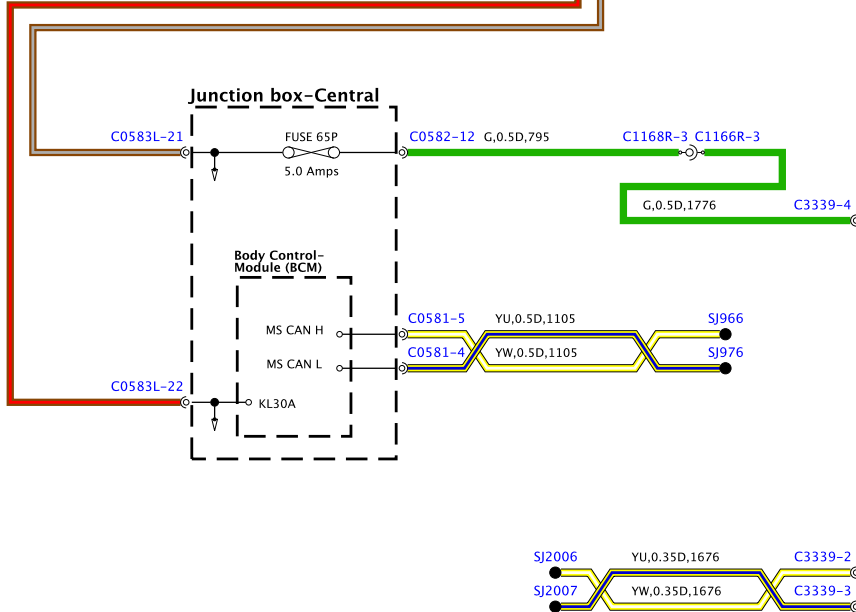 Junction box-Central
C0583L-21
FUSE 65P
C0582-12
G,0.5D,795
C1168R-3
C1166R-3
5.0 Amps
G,0.5D,1776
C3339-4
Body Control-
Module (BCM)
MS CAN H
C0581-5
YU,0.5D,1105
SJ966
MS CAN L
C0581-4
YW,0.5D,1105
SJ976
C0583L-22
KL30A
SJ2006
YU,0.35D,1676
C3339-2
SJ2007
YW,0.35D,1676
C3339-3